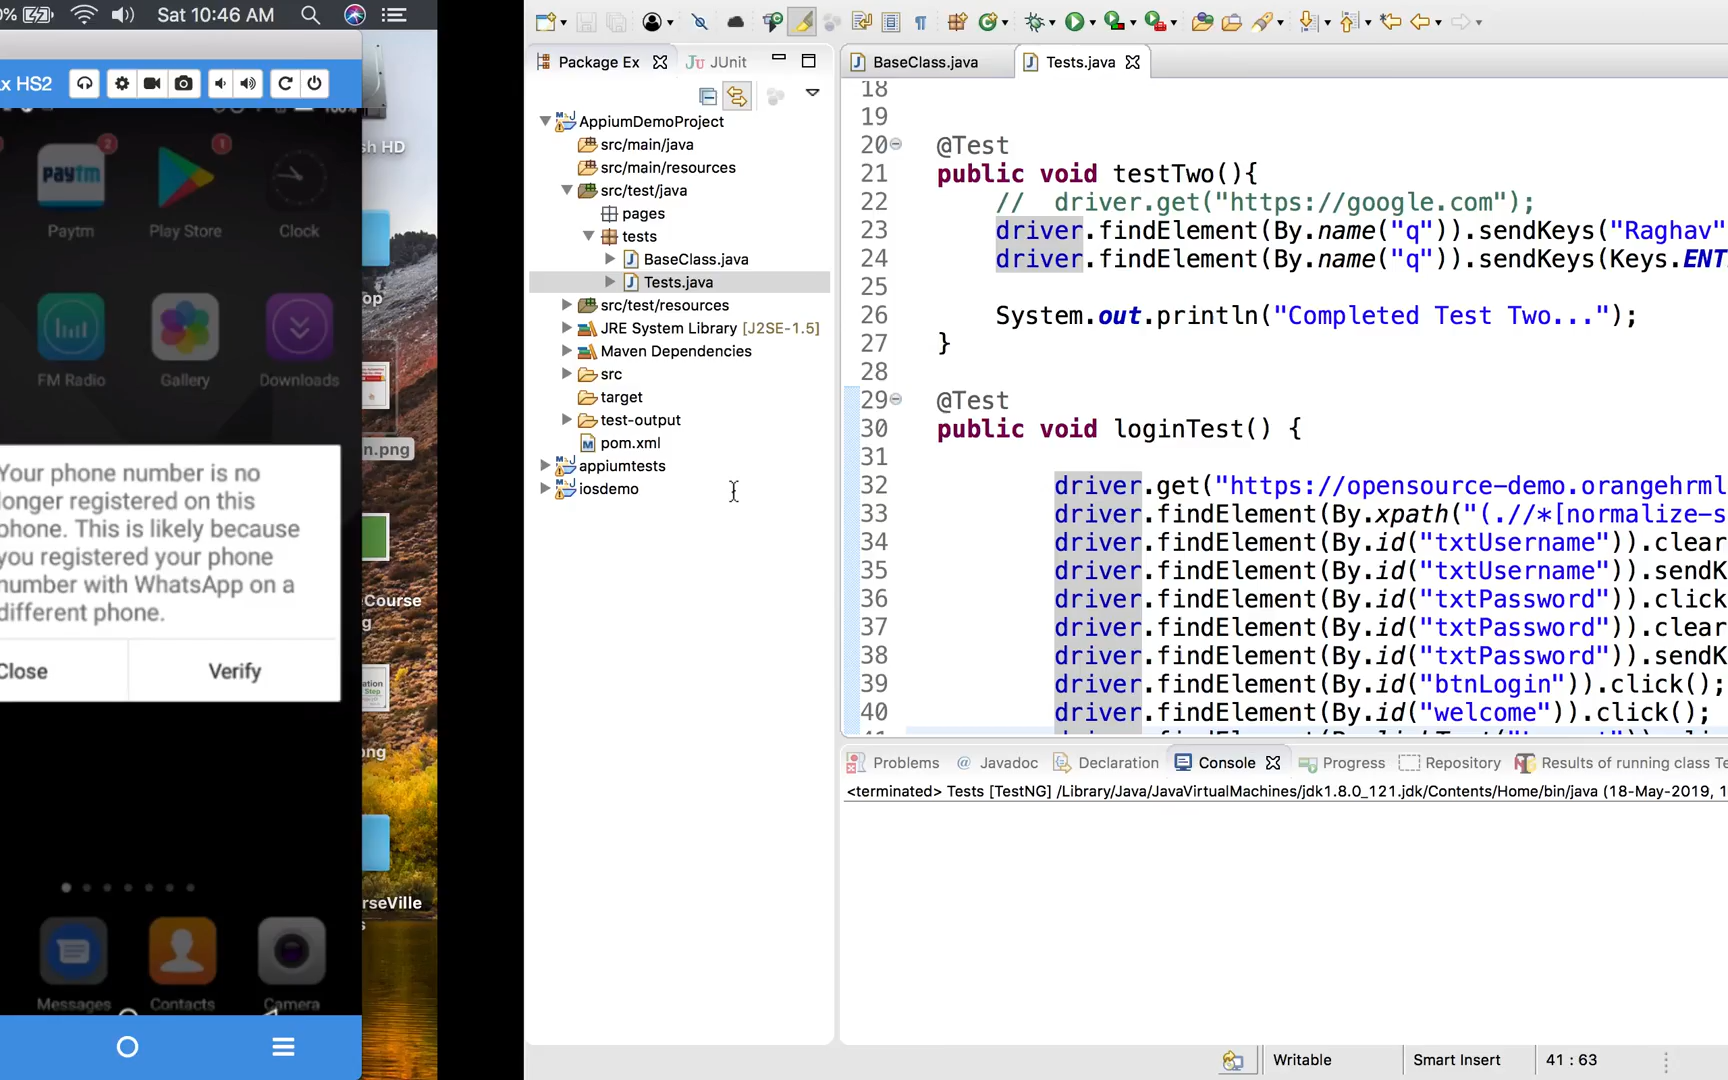 0%
Sat 10:46 AM
x HS2
100%
2
1
Paytm
Play Store
Clock
FM Radio
Gallery
Downloads
Your phone number is no
longer registered on this
phone. This is likely because
you registered your phone
number with WhatsApp on a
different phone.
Close
Verify
Messages
Contacts
Camera
sh HD
top
n.png
Course
g
ation
Step
png
rseVille
s
Package Ex
JUnit
AppiumDemoProject
src/main/java
src/main/resources
src/test/java
pages
tests
BaseClass.java
Tests.java
src/test/resources
JRE System Library [J2SE-1.5]
Maven Dependencies
src
target
test-output
pom.xml
appiumtests
iosdemo
BaseClass.java
Tests.java
18
19
20 @Test
21 public void testTwo(){
22 // driver.get("https://google.com");
23 driver.findElement(By.name("q")).sendKeys("Raghav"
24 driver.findElement(By.name("q")).sendKeys(Keys.ENT
25
26 System.out.println("Completed Test Two...");
27 }
28
29 @Test
30 public void loginTest() {
31
32 driver.get("https://opensource-demo.orangehrml
33 driver.findElement(By.xpath("(.//*[normalize-s
34 driver.findElement(By.id("txtUsername")).clear
35 driver.findElement(By.id("txtUsername")).sendK
36 driver.findElement(By.id("txtPassword")).click
37 driver.findElement(By.id("txtPassword")).clear
38 driver.findElement(By.id("txtPassword")).sendK
39 driver.findElement(By.id("btnLogin")).click();
40 driver.findElement(By.id("welcome")).click();
Problems
@ Javadoc
Declaration
Console
Progress
Repository
Results of running class Te
<terminated> Tests [TestNG] /Library/Java/JavaVirtualMachines/jdk1.8.0_121.jdk/Contents/Home/bin/java (18-May-2019, 1
Writable
Smart Insert
41 : 63